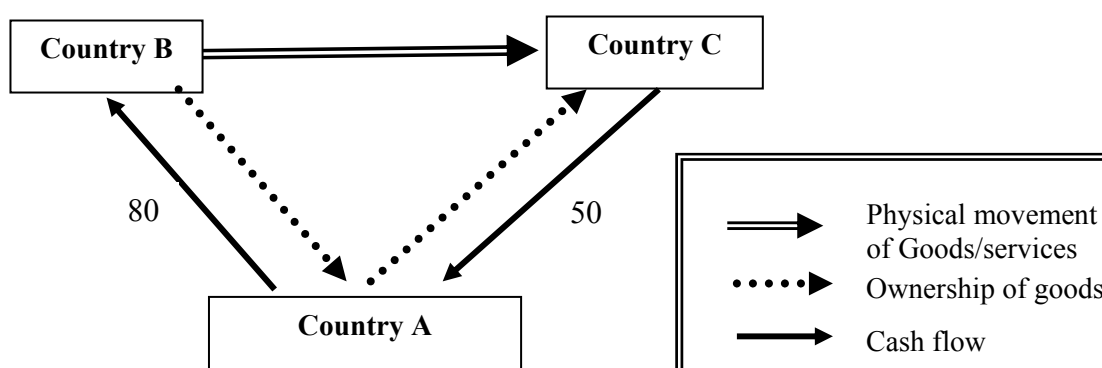 Country B
Country C
80
50
Country A
Physical movement
of Goods/services
Ownership of goods
Cash flow